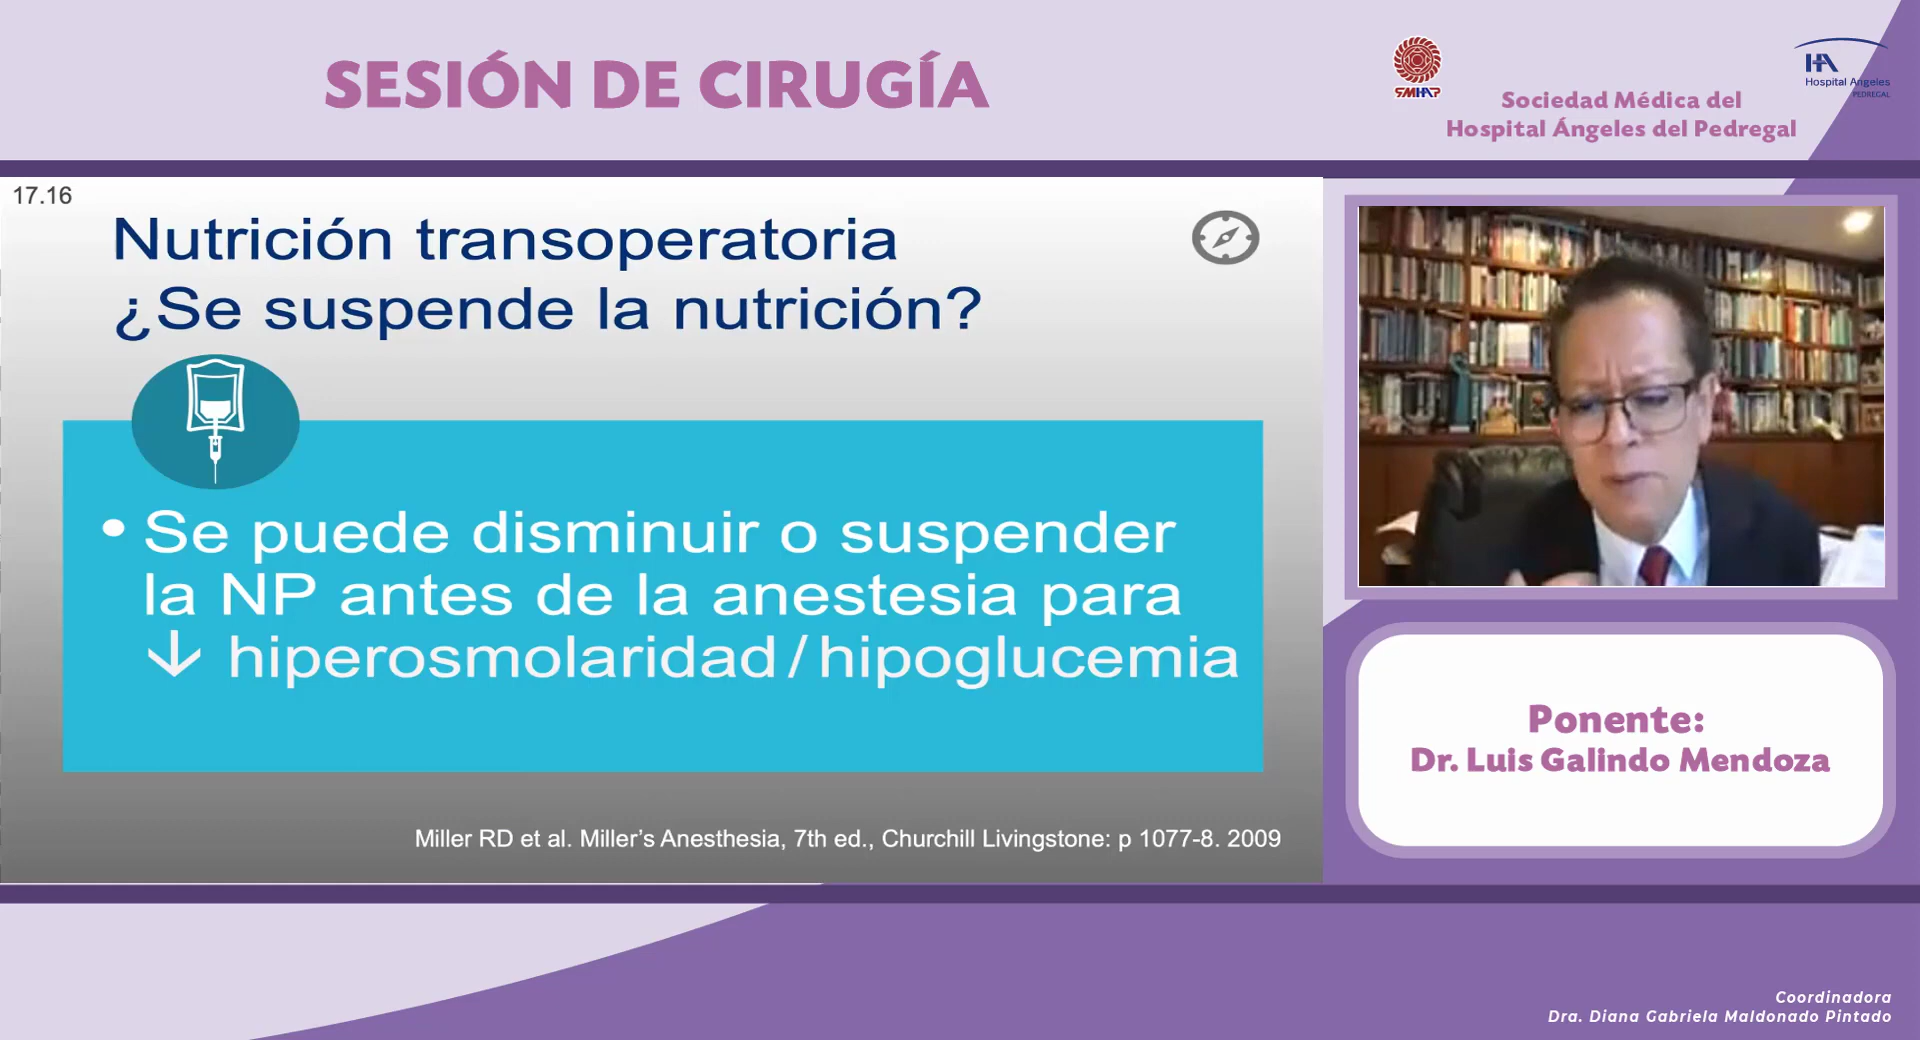 SESIÓN DE CIRUGÍA
SMHAP
Sociedad Médica del
Hospital Ángeles del Pedregal
HA
Hospital Angeles
PEDREGAL
17.16
Nutrición transoperatoria
¿Se suspende la nutrición?
• Se puede disminuir o suspender
la NP antes de la anestesia para
↓ hiperosmolaridad / hipoglucemia
Miller RD et al. Miller’s Anesthesia, 7th ed., Churchill Livingstone: p 1077-8. 2009
Ponente:
Dr. Luis Galindo Mendoza
Coordinadora
Dra. Diana Gabriela Maldonado Pintado